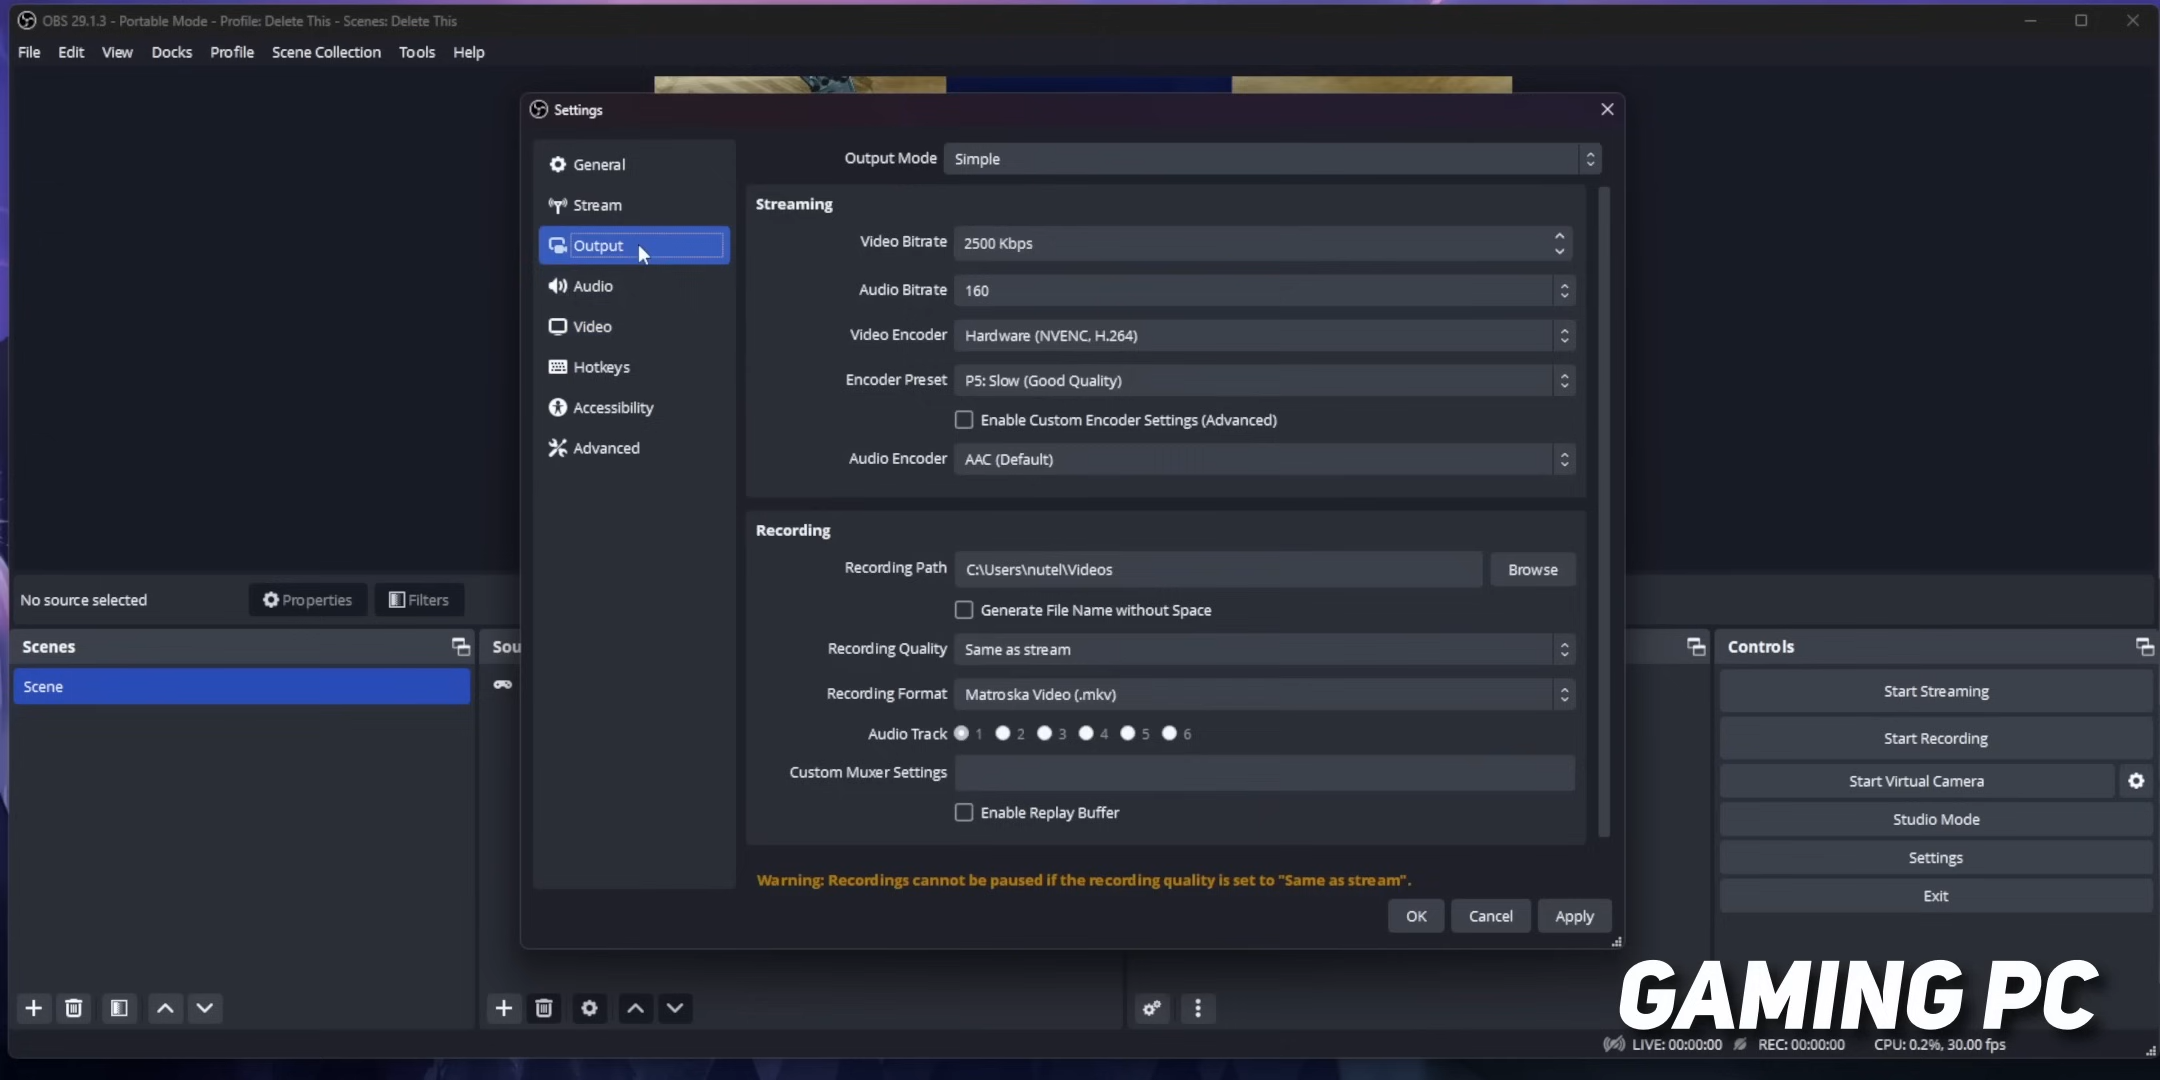 OBS 29.1.3 - Portable Mode - Profile: Delete This - Scenes: Delete This
File Edit View Docks Profile Scene Collection Tools Help
Settings
General
Stream
Output
Audio
Video
Hotkeys
Accessibility
Advanced
Output Mode Simple
Streaming
Video Bitrate 2500 Kbps
Audio Bitrate 160
Video Encoder Hardware (NVENC, H.264)
Encoder Preset P5: Slow (Good Quality)
Enable Custom Encoder Settings (Advanced)
Audio Encoder AAC (Default)
Recording
Recording Path C:\Users\nutel\Videos Browse
Generate File Name without Space
Recording Quality Same as stream
Recording Format Matroska Video (.mkv)
Audio Track 1 2 3 4 5 6
Custom Muxer Settings
Enable Replay Buffer
Warning: Recordings cannot be paused if the recording quality is set to "Same as stream".
OK Cancel Apply
No source selected Properties Filters
Scenes
Scene
Sou
Controls
Start Streaming
Start Recording
Start Virtual Camera
Studio Mode
Settings
Exit
GAMING PC
LIVE: 00:00:00 REC: 00:00:00 CPU: 0.2%, 30.00 fps